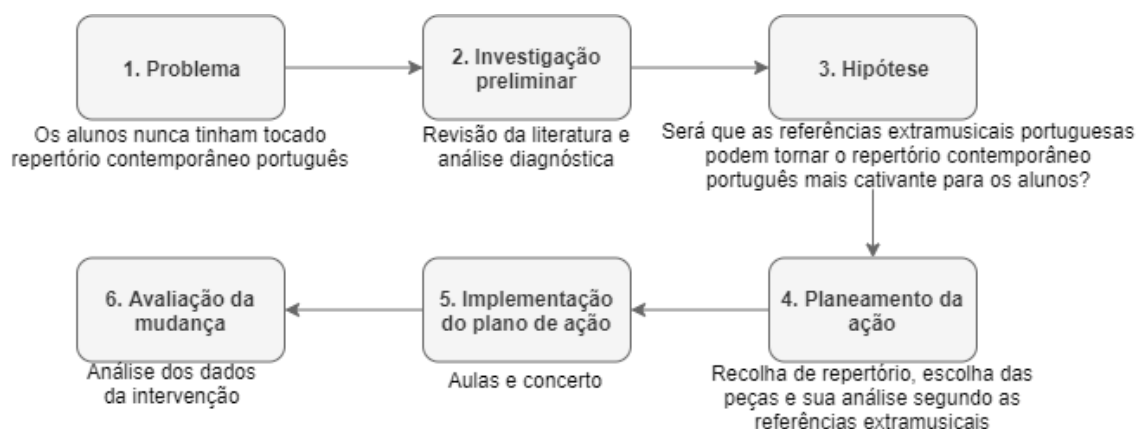 1. Problema
Os alunos nunca tinham tocado
repertório contemporâneo português
2. Investigação
preliminar
Revisão da literatura e
análise diagnóstica
3. Hipótese
Será que as referências extramusicais portuguesas
podem tornar o repertório contemporâneo
português mais cativante para os alunos?
4. Planeamento da
ação
Recolha de repertório, escolha das
peças e sua análise segundo as
referências extramusicais
5. Implementação
do plano de ação
Aulas e concerto
6. Avaliação da
mudança
Análise dos dados
da intervenção